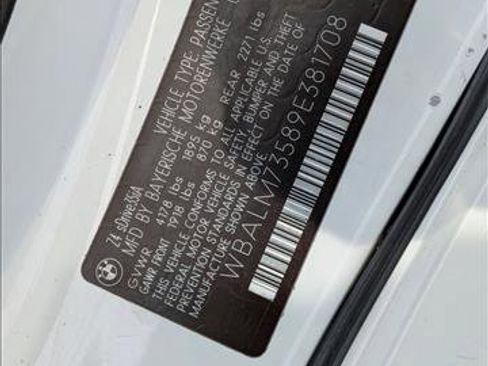 Z4 sDrive35iA VEHICLE TYPE: PASSEN
MFD BY BAYERISCHE MOTORENWERKE
GVWR 4178 lbs 1895 kg
GAWR FRONT 1918 lbs 870 kg REAR 2271 lbs
THIS VEHICLE CONFORMS TO ALL APPLICABLE U.S.
FEDERAL MOTOR VEHICLE SAFETY, BUMPER AND THEFT
PREVENTION STANDARDS IN EFFECT ON THE DATE OF
MANUFACTURE SHOWN ABOVE.
WBALM73589E381708